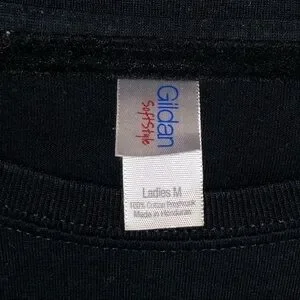 Gildan
SoftStyle
Ladies M
100% Cotton Preshrunk
Made in Honduras